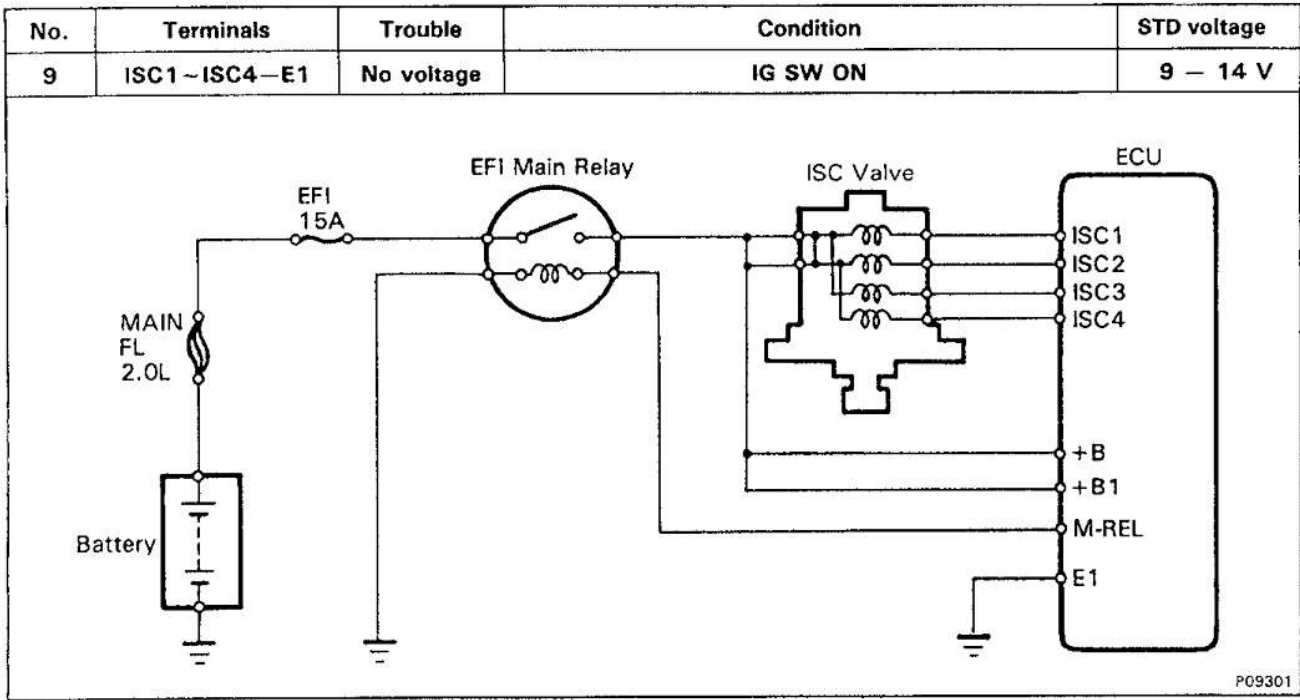 No. Terminals Trouble Condition STD voltage
9 ISC1~ISC4—E1 No voltage IG SW ON 9 — 14 V
ECU
EFI Main Relay
ISC Valve
EFI
15A
ISC1
ISC2
ISC3
ISC4
MAIN
FL
2.0L
+B
+B1
M-REL
Battery
E1
P09301